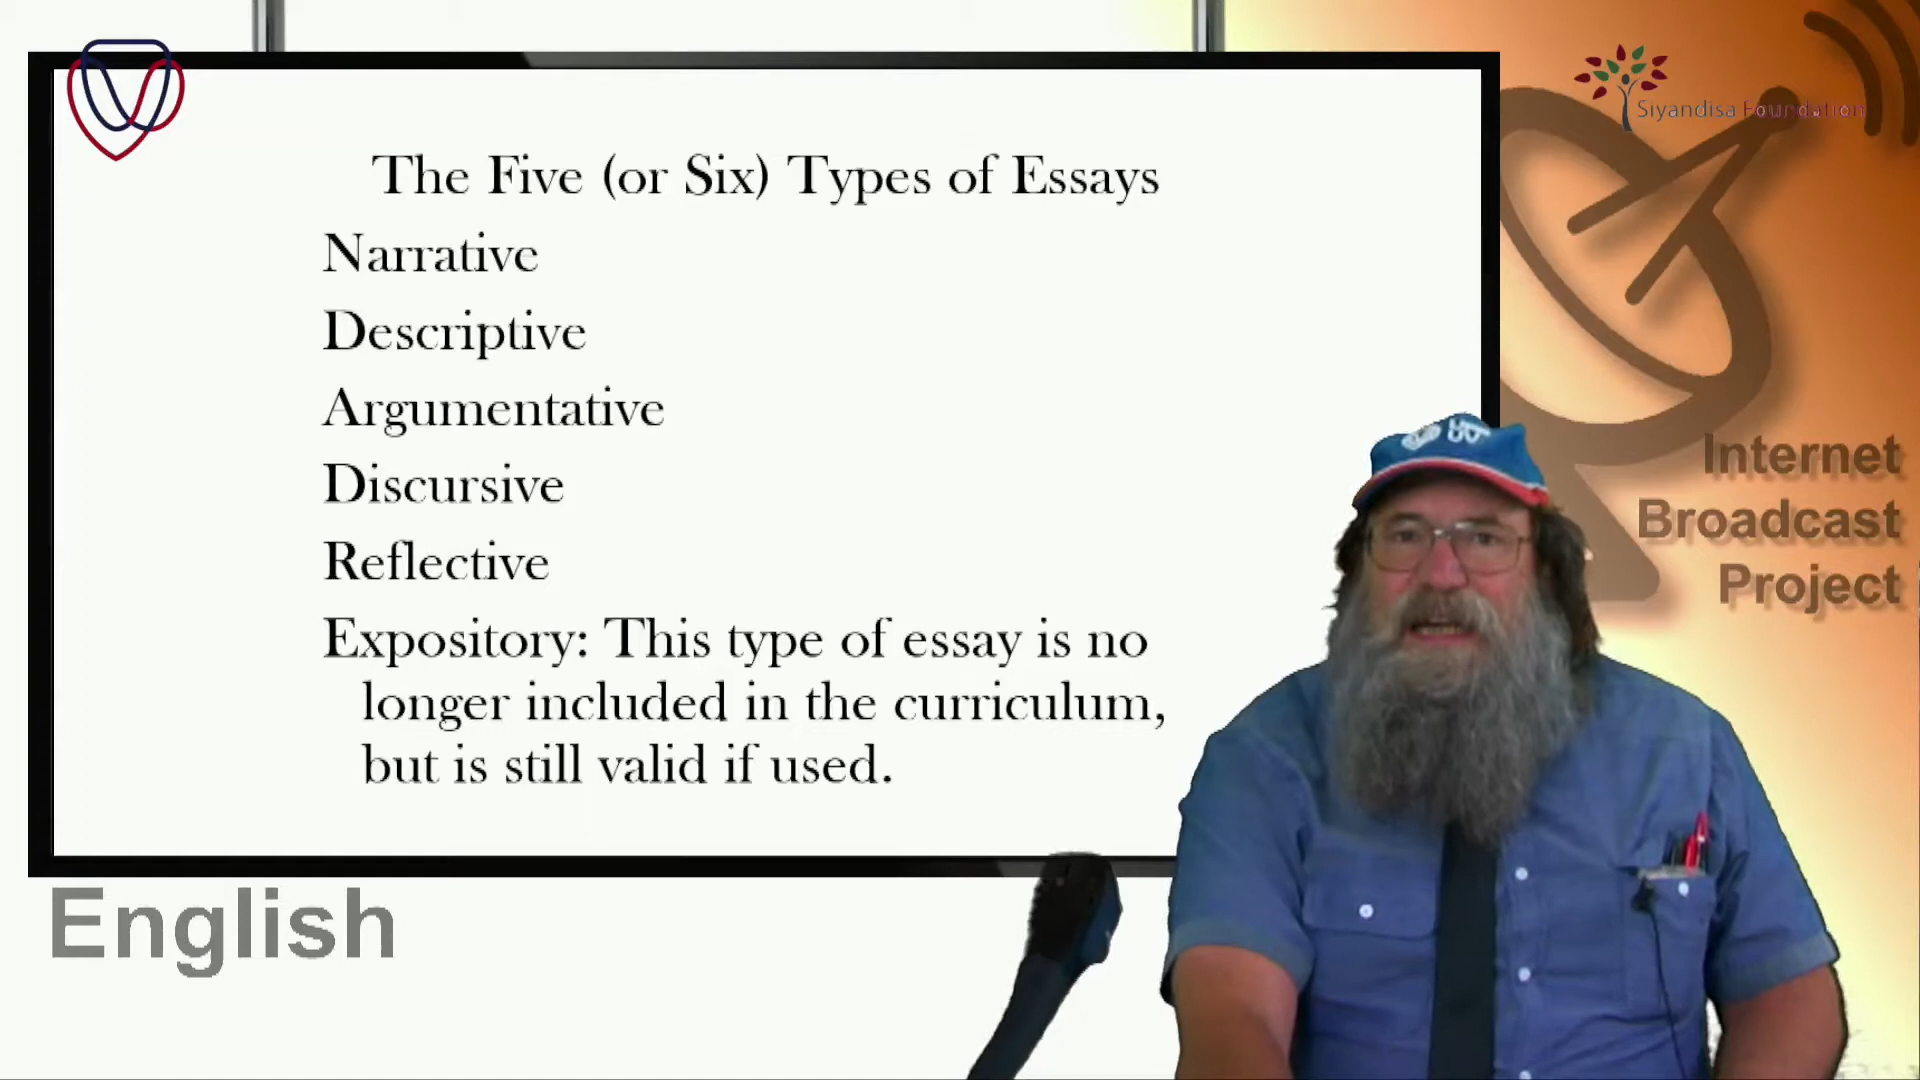 The Five (or Six) Types of Essays
Narrative
Descriptive
Argumentative
Discursive
Reflective
Expository: This type of essay is no
longer included in the curriculum,
but is still valid if used.
Siyandisa Foundation
Internet
Broadcast
Project
English